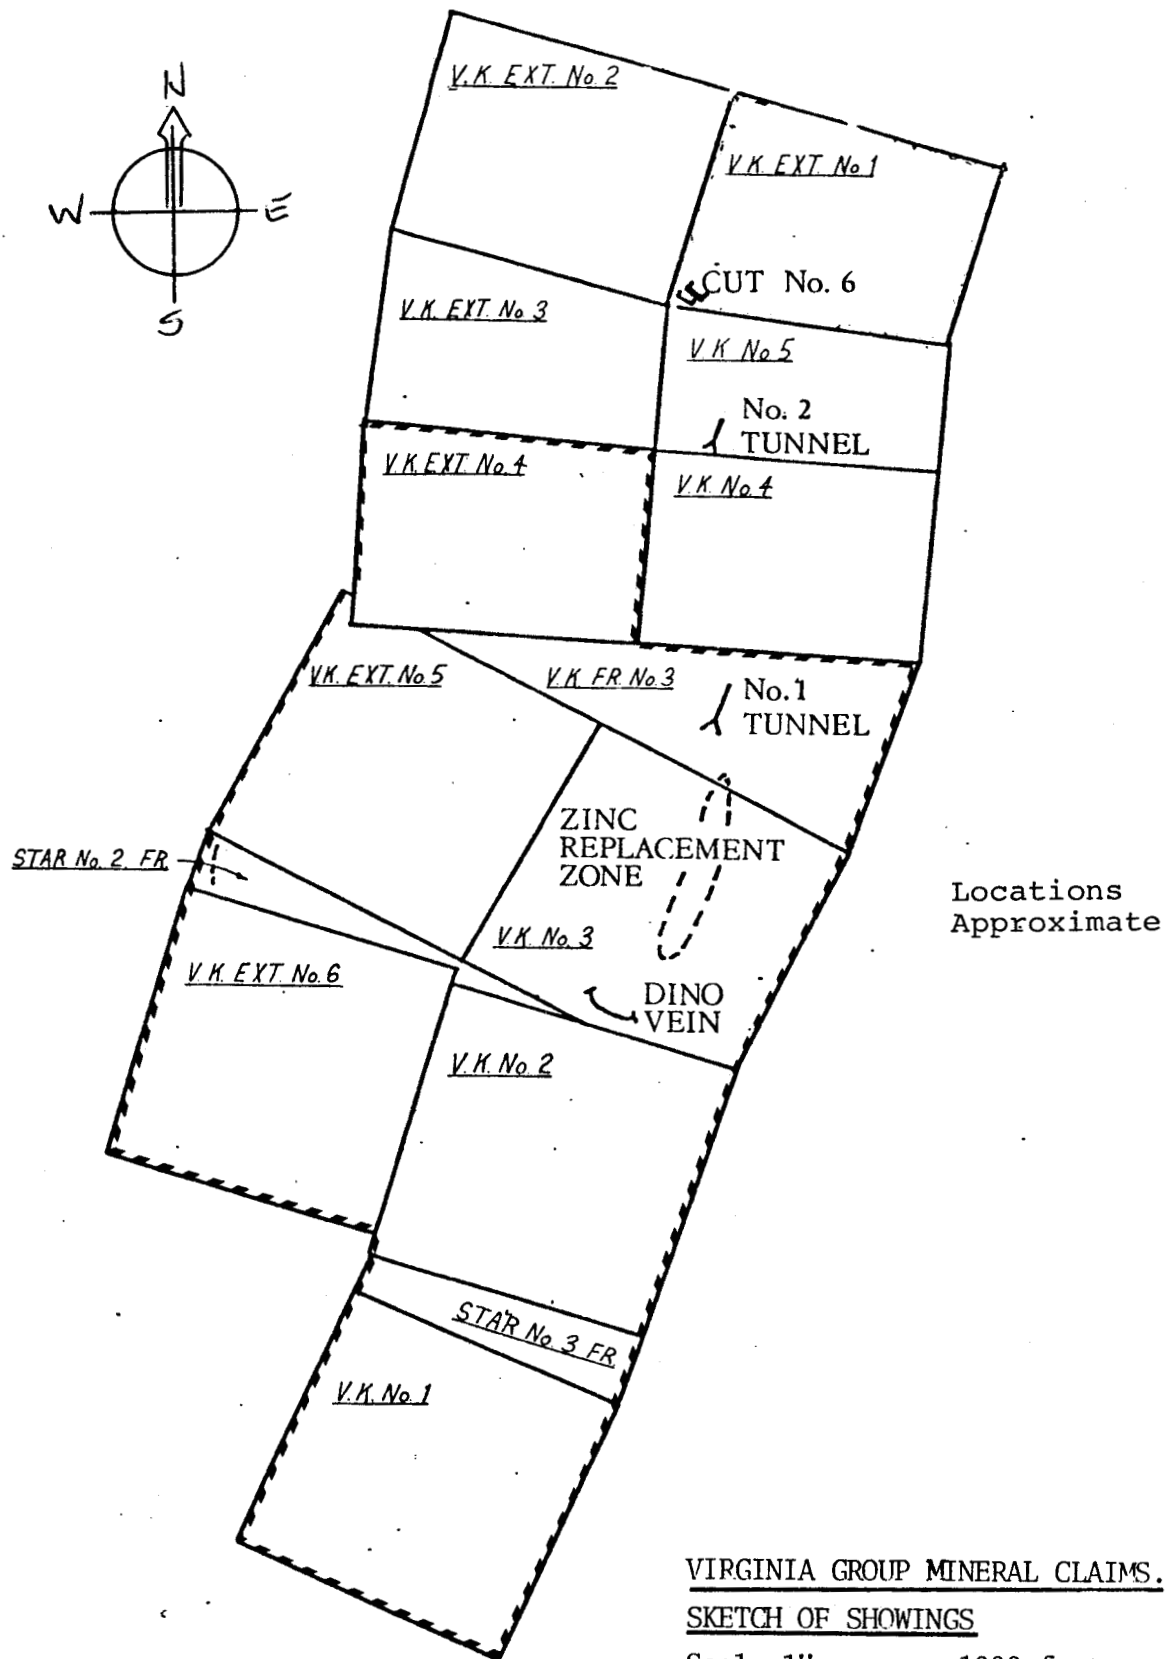 V.K. EXT. No. 2
N
V.K. EXT. No 1
W
E
CUT No. 6
S
V.K. EXT. No 3
V.K No 5
No. 2
TUNNEL
V.K. EXT. No. 4
V.K. No. 4
V.K. EXT. No. 5
V.K FR. No. 3
No. 1
TUNNEL
ZINC
REPLACEMENT
ZONE
STAR No. 2 FR
Locations
Approximate
V.K. No. 3
V.K. EXT. No. 6
DINO
VEIN
V.K. No. 2
STAR No. 3 FR
V.K. No. 1
VIRGINIA GROUP MINERAL CLAIMS.
SKETCH OF SHOWINGS